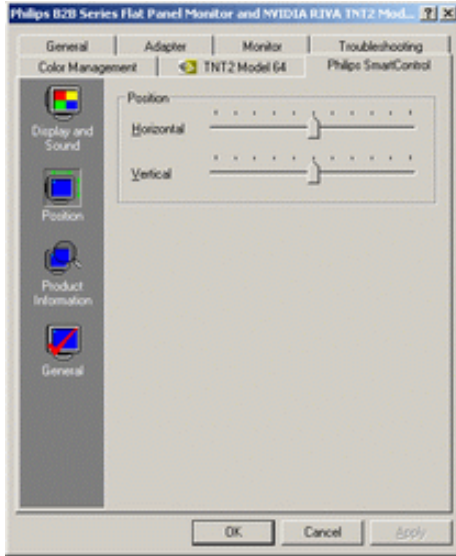 Philips B2B Series Flat Panel Monitor and NVIDIA RIVA TNT2 Mod...
General Adapter Monitor Troubleshooting
Color Management TNT2 Model 64 Philips SmartControl
Display and
Sound
Position
Product
Information
General
Position
Horizontal
Vertical
OK Cancel Apply